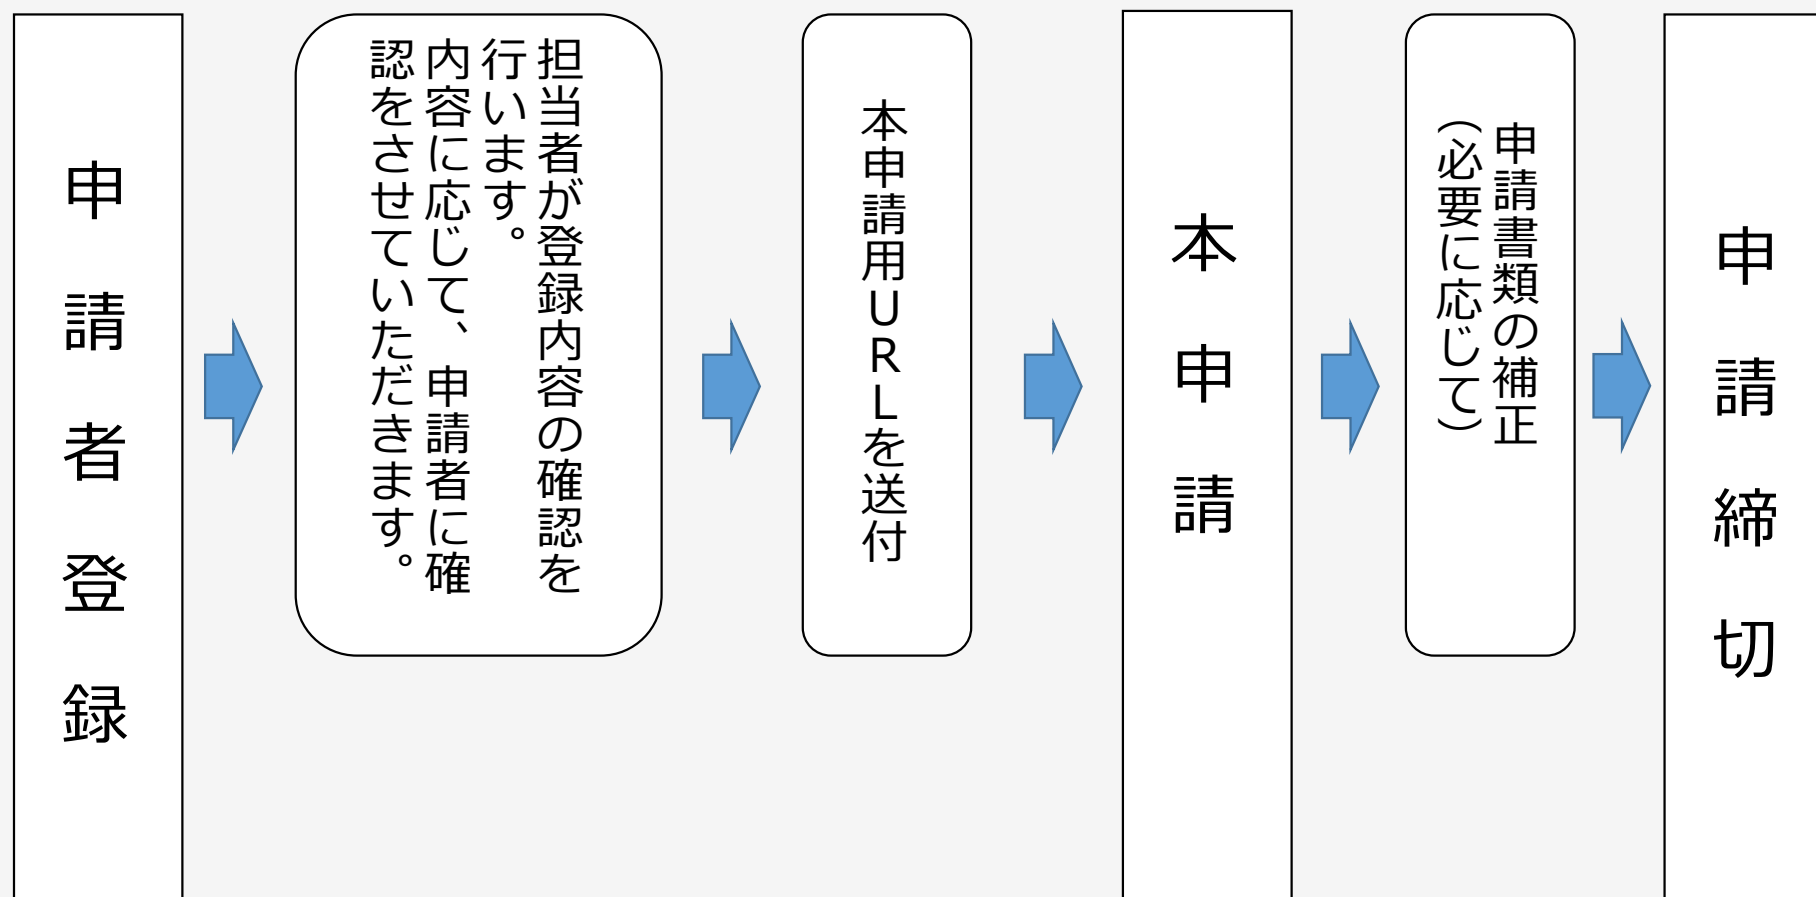 申請者登録
担当者が登録内容の確認を
行います。
内容に応じて、申請者に確
認をさせていただきます。
本申請用URLを送付
本申請
申請書類の補正
（必要に応じて）
申請締切